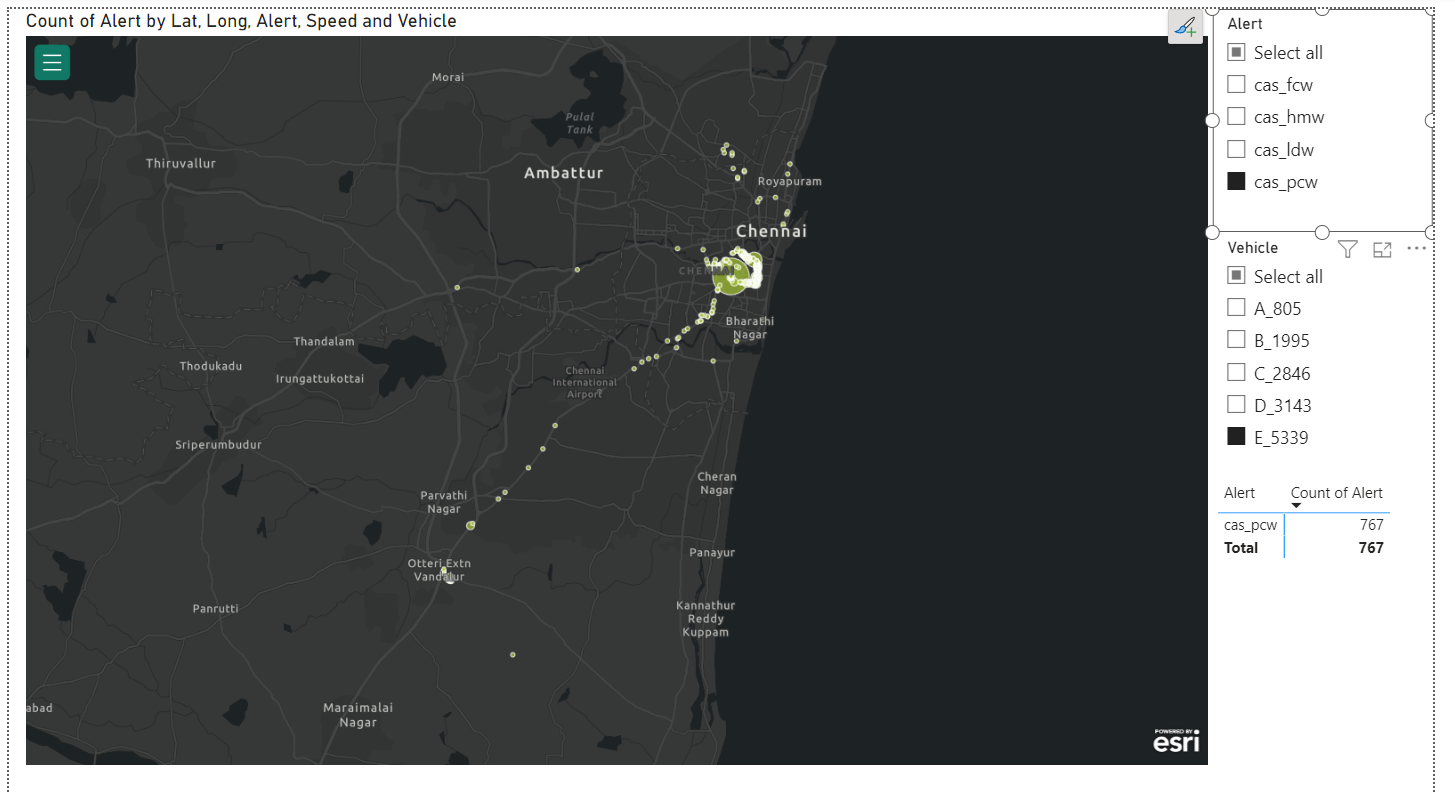 Count of Alert by Lat, Long, Alert, Speed and Vehicle
Morai
Pulal
Tank
Thiruvallur
Ambattur
Royapuram
Chennai
Bharathi
Nagar
Thandalam
Thodukadu
Irungattukottai
Chennai
International
Airport
Sriperumbudur
Cheran
Nagar
Parvathi
Nagar
Panayur
Otteri Extn
Vandalur
Panrutti
Kannathur
Reddy
Kuppam
abad
Maraimalai
Nagar
POWERED BY
esri
Alert
Select all
cas_fcw
cas_hmw
cas_ldw
cas_pcw
Vehicle
Select all
A_805
B_1995
C_2846
D_3143
E_5339
Alert Count of Alert
cas_pcw 767
Total 767